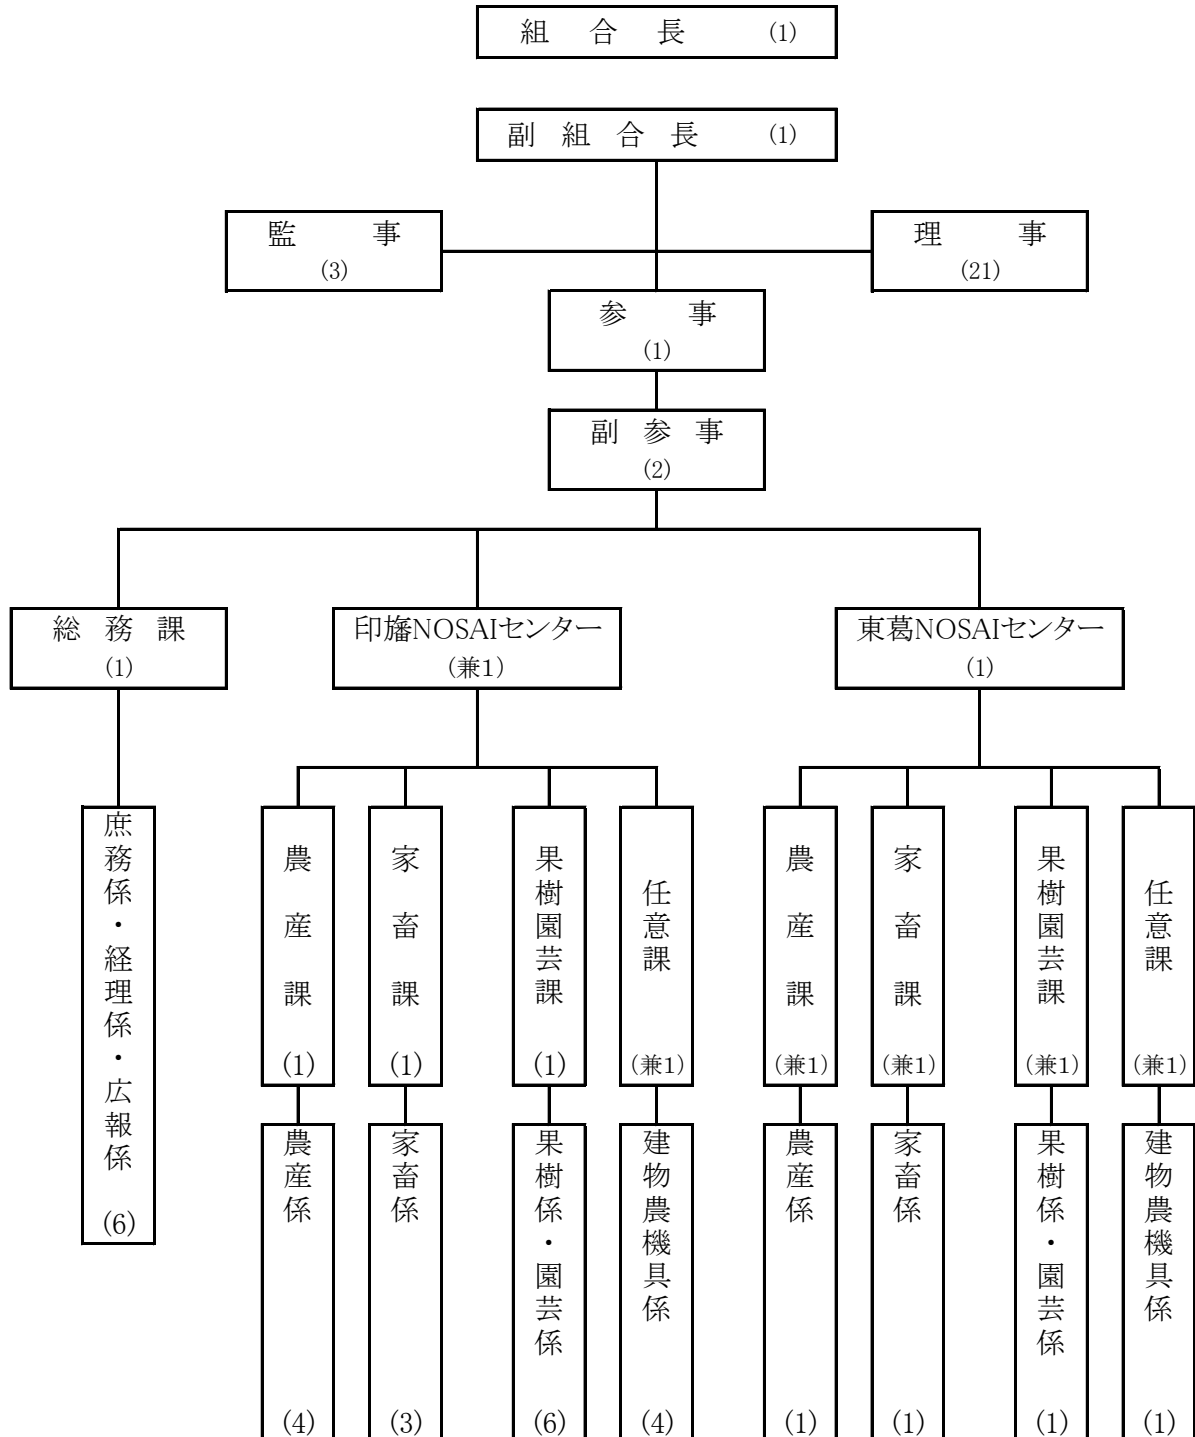 組合長 (1)
副組合長 (1)
監事
(3)
理事
(21)
参事
(1)
副参事
(2)
総務課
(1)
印旛NOSAIセンター
(兼1)
東葛NOSAIセンター
(1)
庶務係・経理係・広報係
(6)
農産課
(1)
家畜課
(1)
果樹園芸課
(1)
任意課
(兼1)
農産課
(兼1)
家畜課
(兼1)
果樹園芸課
(兼1)
任意課
(兼1)
農産係
(4)
家畜係
(3)
果樹係・園芸係
(6)
建物農機具係
(4)
農産係
(1)
家畜係
(1)
果樹係・園芸係
(1)
建物農機具係
(1)